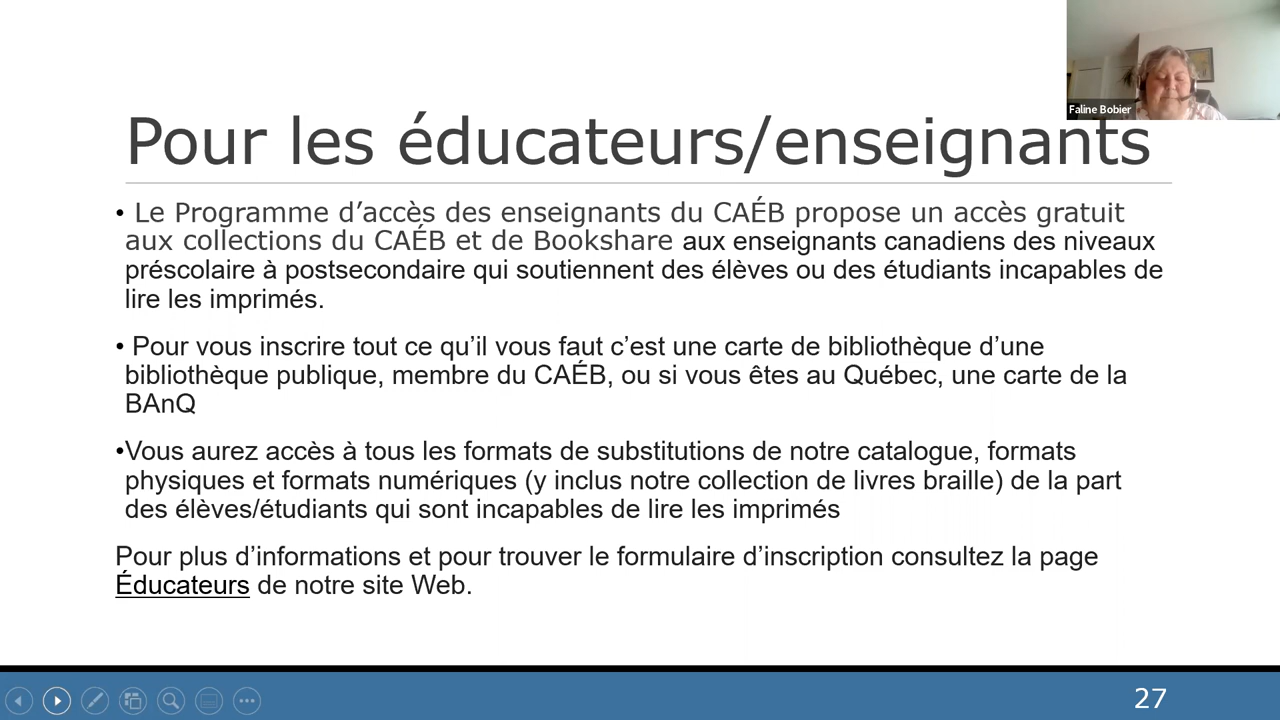 Faline Bobier
Pour les éducateurs/enseignants
• Le Programme d’accès des enseignants du CAÉB propose un accès gratuit
aux collections du CAÉB et de Bookshare aux enseignants canadiens des niveaux
préscolaire à postsecondaire qui soutiennent des élèves ou des étudiants incapables de
lire les imprimés.
• Pour vous inscrire tout ce qu’il vous faut c’est une carte de bibliothèque d’une
bibliothèque publique, membre du CAÉB, ou si vous êtes au Québec, une carte de la
BAnQ
•Vous aurez accès à tous les formats de substitutions de notre catalogue, formats
physiques et formats numériques (y inclus notre collection de livres braille) de la part
des élèves/étudiants qui sont incapables de lire les imprimés
Pour plus d’informations et pour trouver le formulaire d’inscription consultez la page
Éducateurs de notre site Web.
27